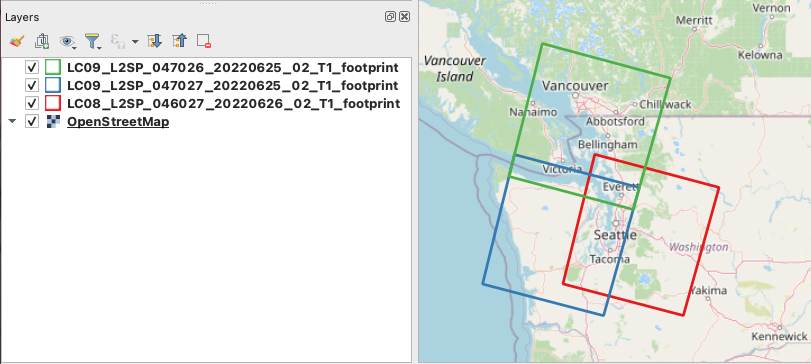 Layers
LC09_L2SP_047026_20220625_02_T1_footprint
LC09_L2SP_047027_20220625_02_T1_footprint
LC08_L2SP_046027_20220626_02_T1_footprint
OpenStreetMap
Vernon
Merritt
Kelowna
Vancouver
Island
Vancouver
Nanaimo
Chilliwack
Abbotsford
Bellingham
Victoria
Everett
Seattle
Washington
Tacoma
Yakima
Kennewick